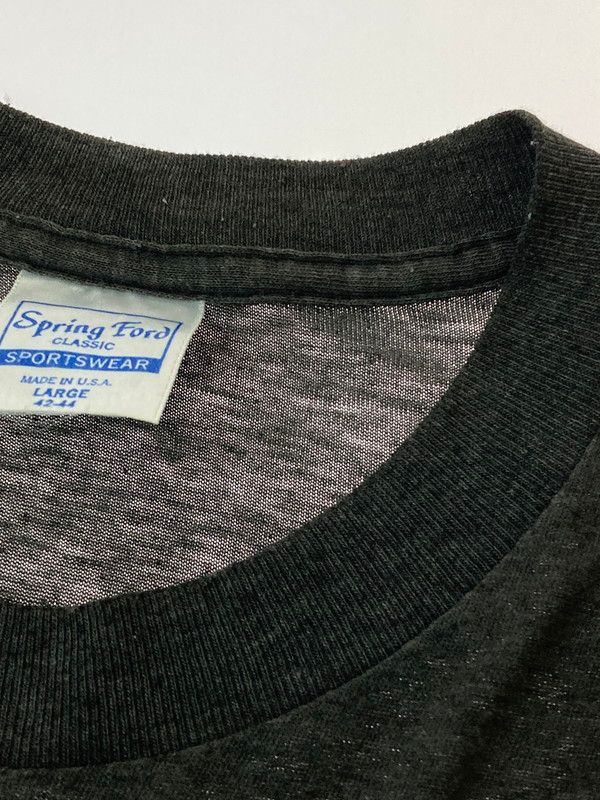 Spring Ford
CLASSIC
SPORTSWEAR
MADE IN U.S.A.
LARGE
42-44